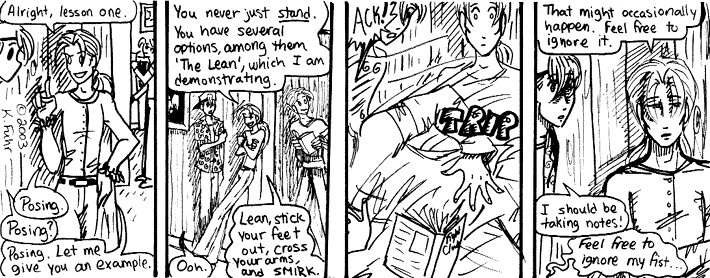 Alright, lesson one.
© 2003
K Fuhr
Posing.
Posing?
Posing. Let me
give you an example.
You never just stand.
You have several
options, among them
'The Lean', which I am
demonstrating.
Ooh.
Lean, stick
your feet
out, cross
your arms,
and SMIRK.
ACK!?
TRIP
That might occasionally
happen. Feel free to
ignore it.
I should be
taking notes!
Feel free to
ignore my fist...